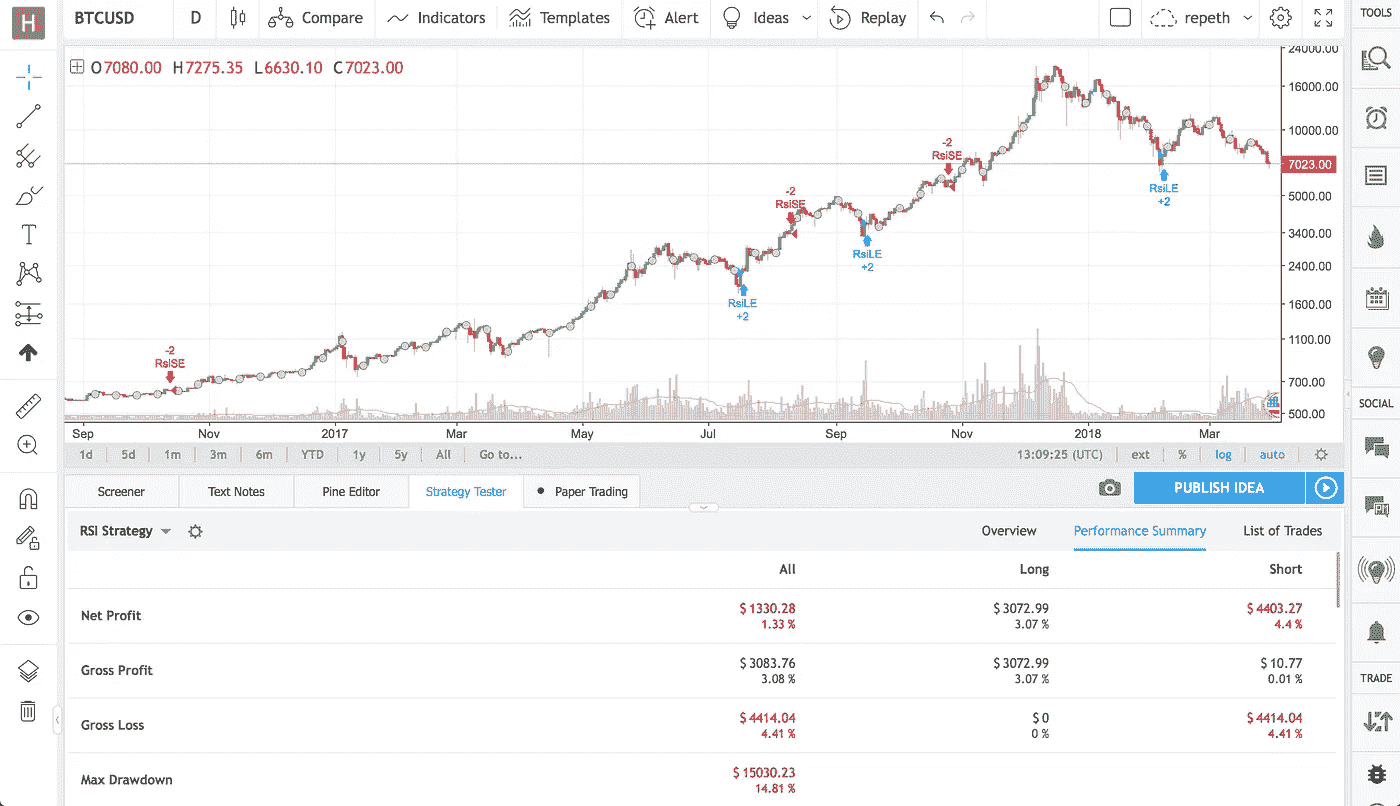 H
BTCUSD D Compare Indicators Templates Alert Ideas Replay repeth
TOOLS
O7080.00 H7275.35 L6630.10 C7023.00
24000.00
16000.00
10000.00
7023.00
5000.00
3400.00
2400.00
1600.00
1100.00
700.00
500.00
-2
RsiSE
RsiLE
+2
-2
RsiSE
RsiLE
+2
-2
RsiSE
RsiLE
+2
Sep Nov 2017 Mar May Jul Sep Nov 2018 Mar
SOCIAL
1d 5d 1m 3m 6m YTD 1y 5y All Go to... 13:09:25 (UTC) ext % log auto
Screener Text Notes Pine Editor Strategy Tester Paper Trading PUBLISH IDEA
RSI Strategy Overview Performance Summary List of Trades
All Long Short
Net Profit $ 1330.28 $ 3072.99 $ 4403.27
1.33 % 3.07 % 4.4 %
Gross Profit $ 3083.76 $ 3072.99 $ 10.77
3.08 % 3.07 % 0.01 %
TRADE
Gross Loss $ 4414.04 $ 0 $ 4414.04
4.41 % 0 % 4.41 %
Max Drawdown $ 15030.23
14.81 %